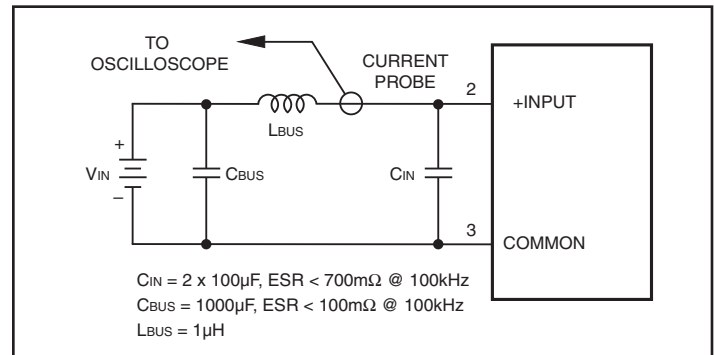 TO
OSCILLOSCOPE
CURRENT
PROBE
2
+INPUT
LBUS
+
VIN
–
CBUS
CIN
3
COMMON
CIN = 2 x 100µF, ESR < 700mΩ @ 100kHz
CBUS = 1000µF, ESR < 100mΩ @ 100kHz
LBUS = 1µH